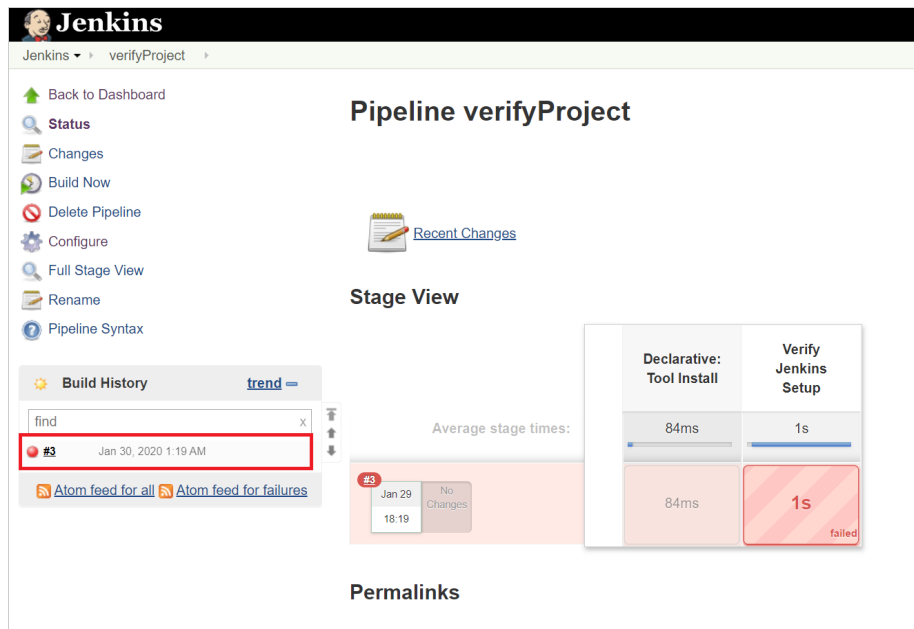 Jenkins
Jenkins verifyProject
Back to Dashboard
Status
Changes
Build Now
Delete Pipeline
Configure
Full Stage View
Rename
Pipeline Syntax
Build History trend
find x
#3 Jan 30, 2020 1:19 AM
Atom feed for all Atom feed for failures
Pipeline verifyProject
Recent Changes
Stage View
Declarative:
Tool Install
Verify
Jenkins
Setup
Average stage times:
84ms
1s
#3
Jan 29
18:19
No
Changes
84ms
1s
failed
Permalinks